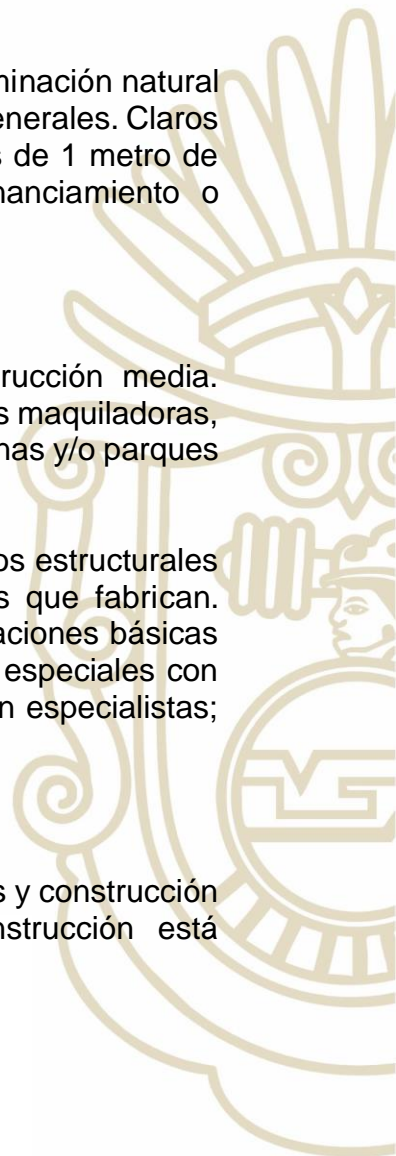 minación natural
enerales. Claros
s de 1 metro de
nanciamiento o
rucción media.
s maquiladoras,
nas y/o parques
os estructurales
s que fabrican.
aciones básicas
especiales con
n especialistas;
s y construcción
nstrucción está